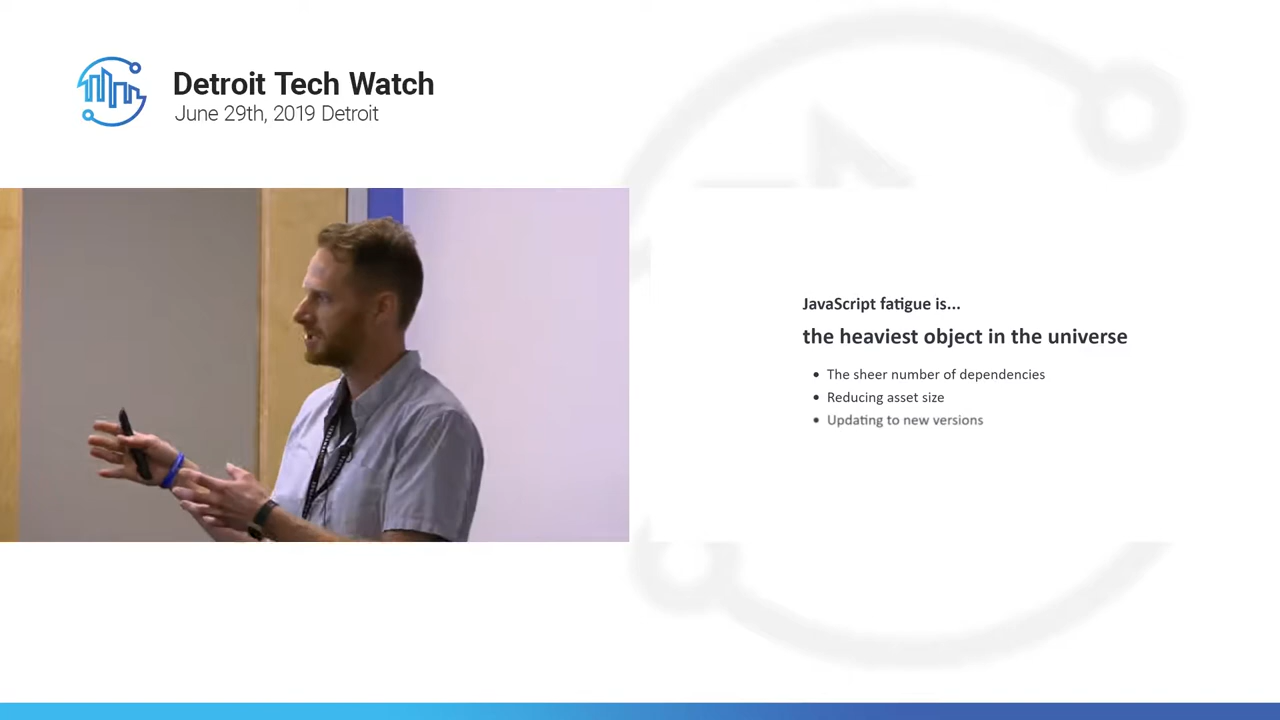 Detroit Tech Watch
June 29th, 2019 Detroit
JavaScript fatigue is...
the heaviest object in the universe
• The sheer number of dependencies
• Reducing asset size
• Updating to new versions